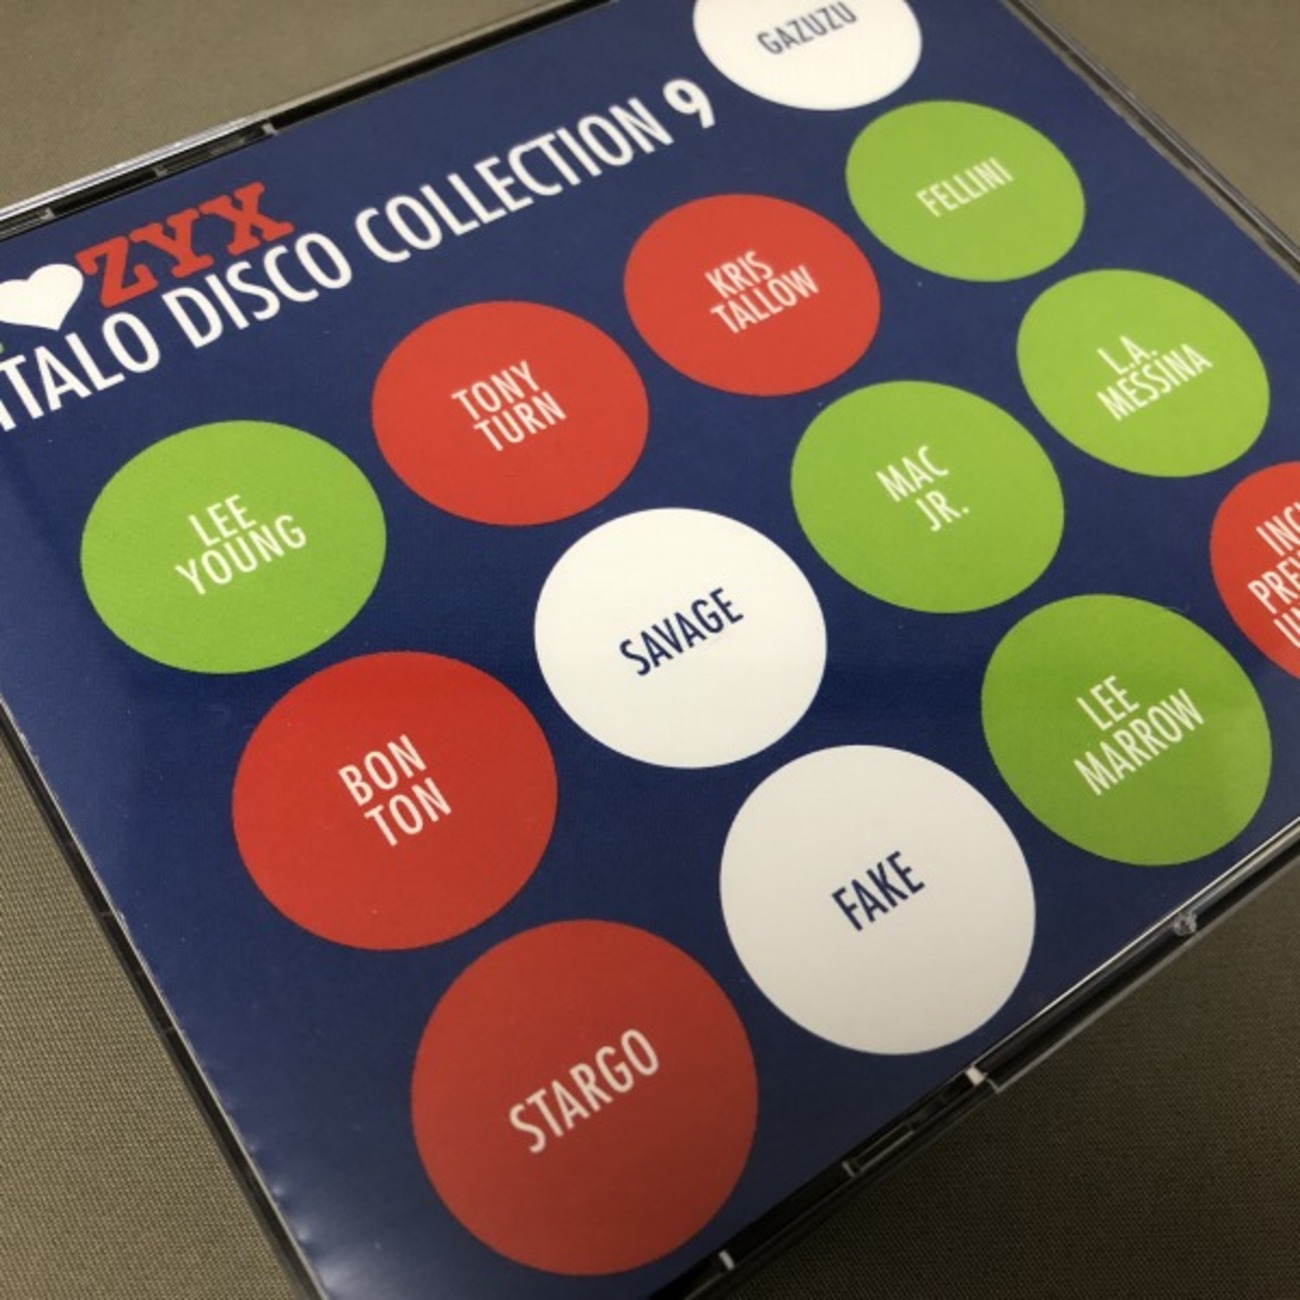 ZYX
ITALO DISCO COLLECTION 9
GAZUZU
FELLINI
KRIS
TALLOW
TONY
TURN
LEE
YOUNG
L.A.
MESSINA
MAC
JR.
SAVAGE
BON
TON
LEE
MARROW
FAKE
STARGO